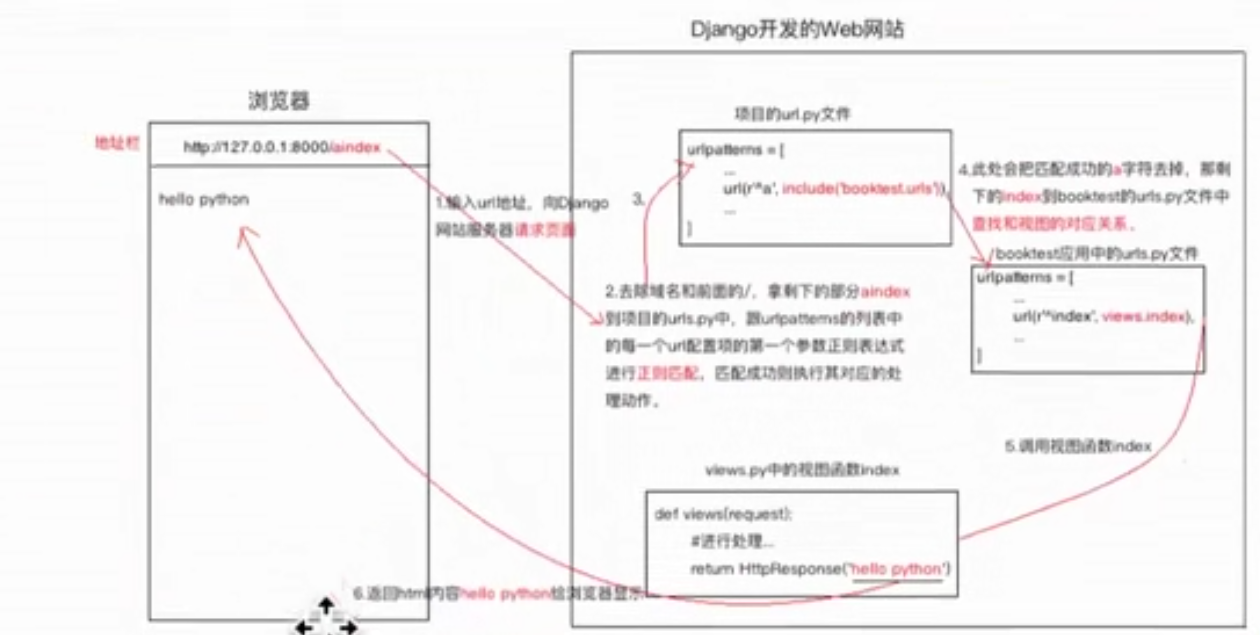 Django开发的Web网站
浏览器
地址栏
http://127.0.0.1:8000/aindex
hello python
1.输入url地址，向Django
网站服务器请求页面
项目的url.py文件
urlpatterns = [
...
url(r'^a', include('booktest.urls')),
...
]
3.
2.去除域名和前面的/，拿剩下的部分aindex
到项目的urls.py中，跟urlpatterns的列表中
的每一个url配置项的第一个参数正则表达式
进行正则匹配，匹配成功则执行其对应的处
理动作。
4.此处会把匹配成功的a字符去掉，那剩
下的index到booktest的urls.py文件中
查找和视图的对应关系。
/booktest应用中的urls.py文件
urlpatterns = [
...
url(r'^index', views.index),
...
]
5.调用视图函数index
views.py中的视图函数index
def views(request):
#进行处理...
return HttpResponse('hello python')
6.返回html内容hello python给浏览器显示...